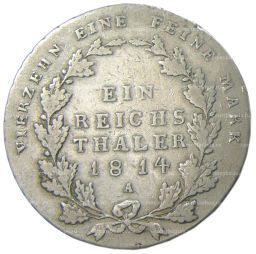 VIERZEHN EINE FEINE MARK
EIN
REICHS
THALER
1814
A